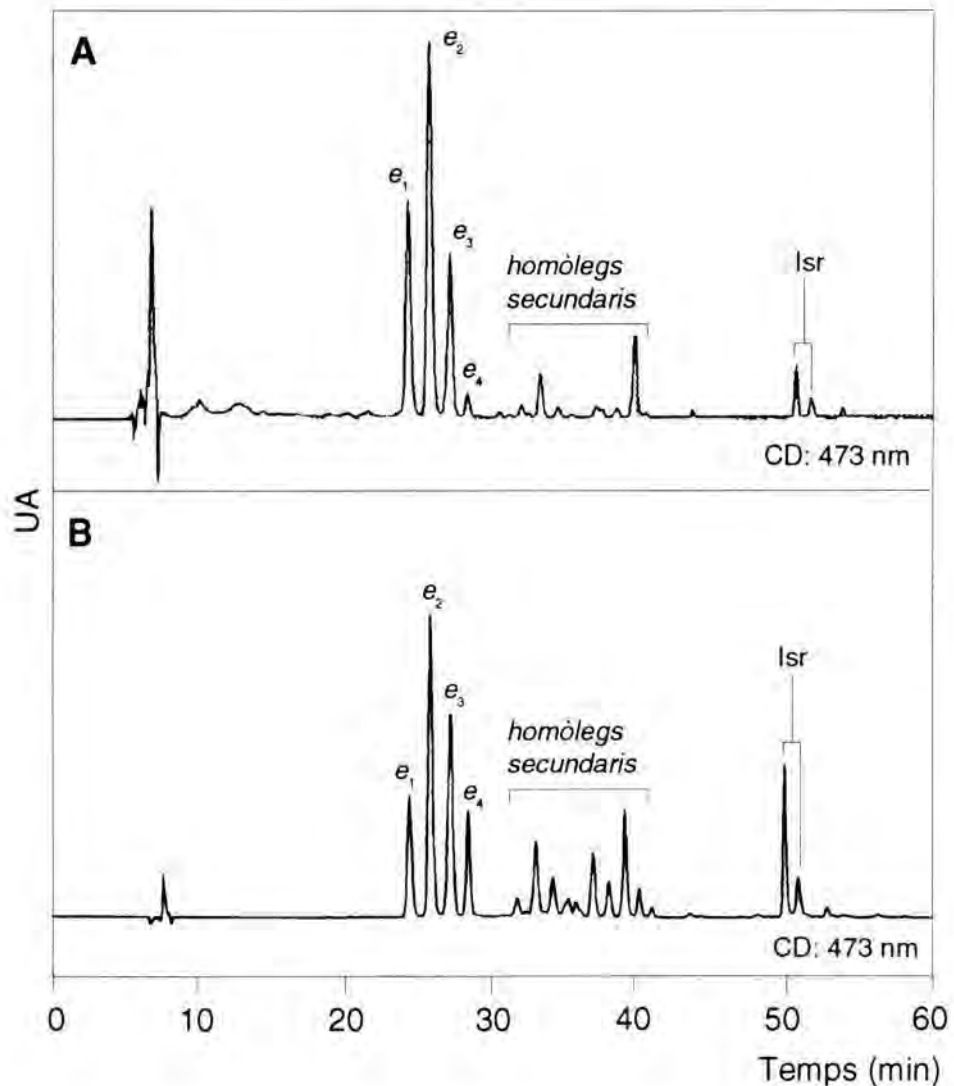 A
e₂
e₁
e₃
homòlegs
secundaris
e₄
Isr
CD: 473 nm
UA
B
e₂
Isr
e₃
homòlegs
secundaris
e₁
e₄
CD: 473 nm
0 10 20 30 40 50 60
Temps (min)